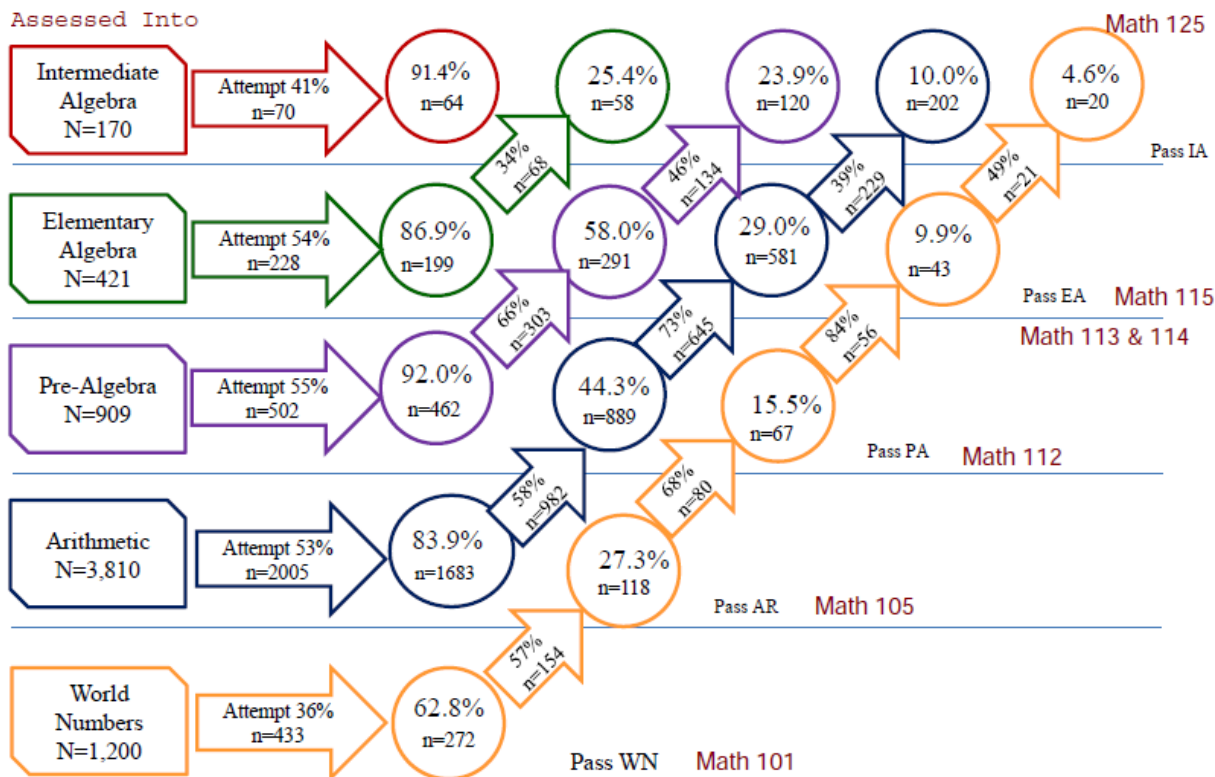 Assessed Into
Math 125
Intermediate
Algebra
N=170
Attempt 41%
n=70
91.4%
n=64
25.4%
n=58
23.9%
n=120
10.0%
n=202
4.6%
n=20
34%
n=68
46%
n=134
39%
n=229
49%
n=21
Pass IA
Elementary
Algebra
N=421
Attempt 54%
n=228
86.9%
n=199
58.0%
n=291
29.0%
n=581
9.9%
n=43
66%
n=303
73%
n=645
84%
n=56
Pass EA
Math 115
Math 113 & 114
Pre-Algebra
N=909
Attempt 55%
n=502
92.0%
n=462
44.3%
n=889
15.5%
n=67
58%
n=982
68%
n=80
Pass PA
Math 112
Arithmetic
N=3,810
Attempt 53%
n=2005
83.9%
n=1683
27.3%
n=118
57%
n=154
Pass AR
Math 105
World
Numbers
N=1,200
Attempt 36%
n=433
62.8%
n=272
Pass WN
Math 101